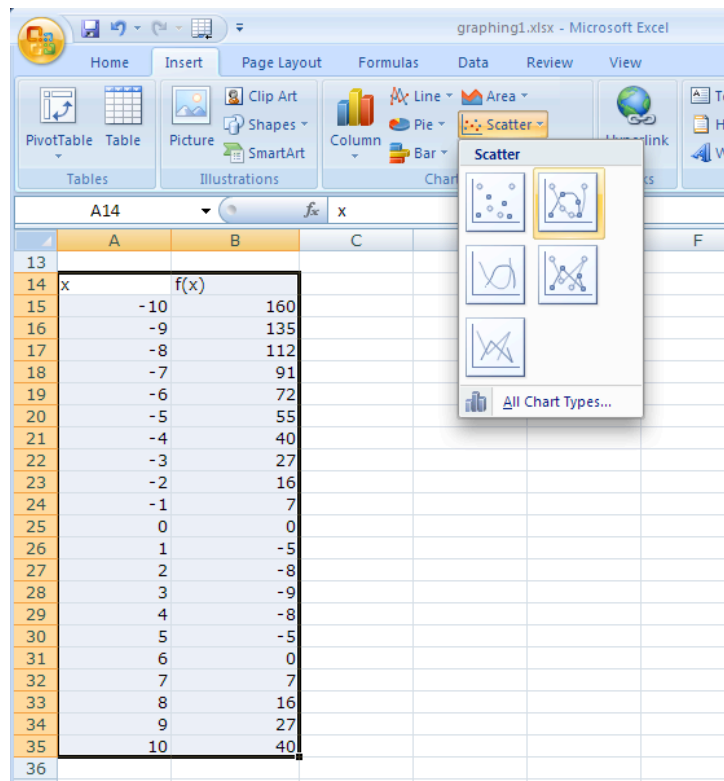 graphing1.xlsx - Microsoft Excel
Home Insert Page Layout Formulas Data Review View
PivotTable Table Picture Clip Art Shapes SmartArt Column Line Pie Bar Area Scatter
Tables Illustrations
Scatter
All Chart Types...
A14 fx x
A B C F
13
14 x f(x)
15 -10 160
16 -9 135
17 -8 112
18 -7 91
19 -6 72
20 -5 55
21 -4 40
22 -3 27
23 -2 16
24 -1 7
25 0 0
26 1 -5
27 2 -8
28 3 -9
29 4 -8
30 5 -5
31 6 0
32 7 7
33 8 16
34 9 27
35 10 40
36